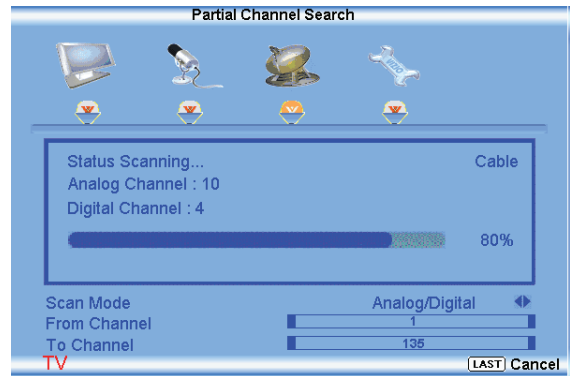 Partial Channel Search
VIZIO
Status Scanning... Cable
Analog Channel : 10
Digital Channel : 4
80%
Scan Mode Analog/Digital
From Channel 1
To Channel 135
TV LAST Cancel